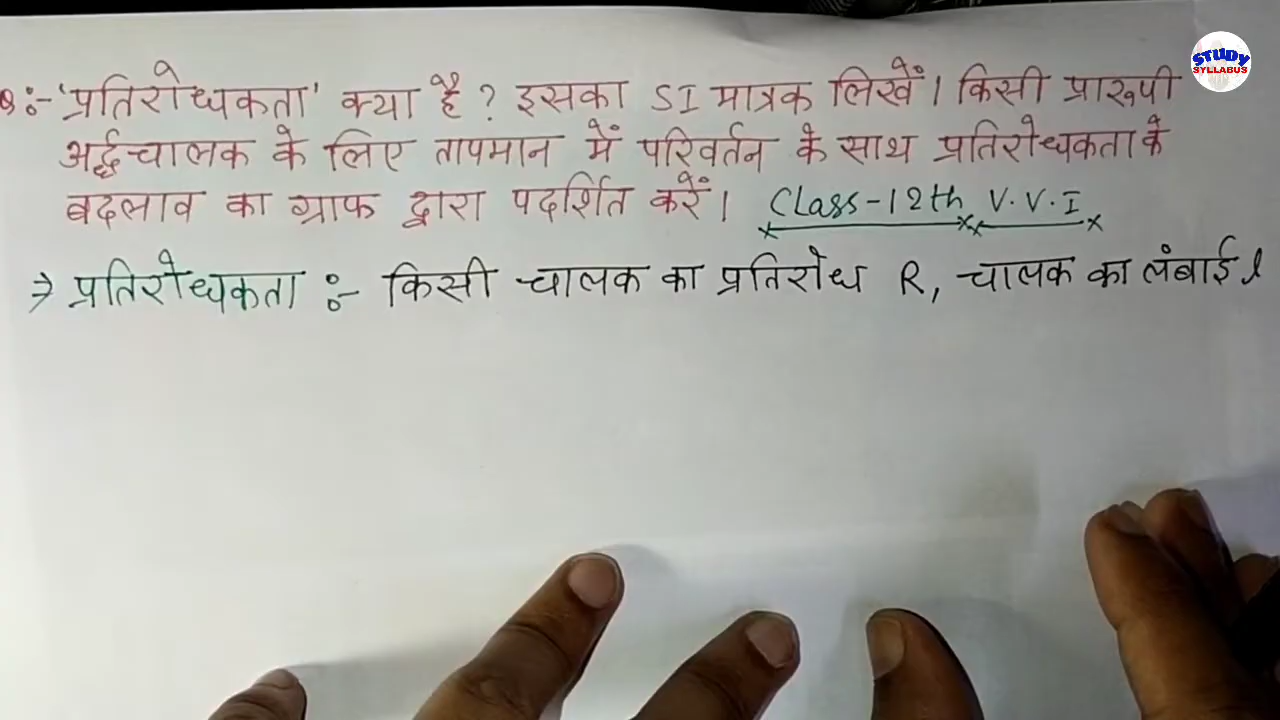 STUDY
SYLLABUS
Q:- 'प्रतिरोधकता' क्या है? इसका SI मात्रक लिखें। किसी प्रारूपी
अर्द्धचालक के लिए तापमान में परिवर्तन के साथ प्रतिरोधकता के
बदलाव का ग्राफ द्वारा पदर्शित करें। Class-12th V.V.I
⇒ प्रतिरोधकता :- किसी चालक का प्रतिरोध R, चालक का लंबाई l